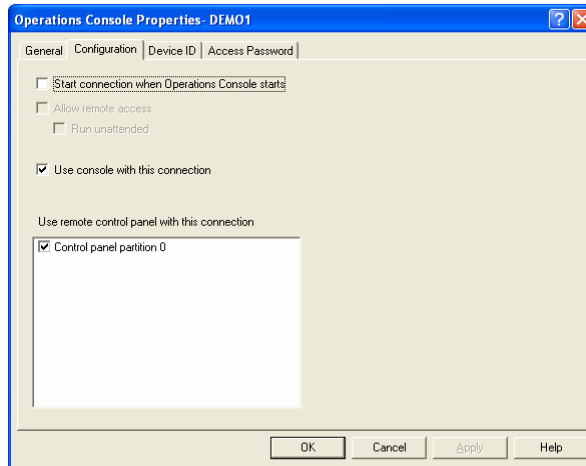 Operations Console Properties- DEMO1
General Configuration Device ID Access Password
Start connection when Operations Console starts
Allow remote access
Run unattended
Use console with this connection
Use remote control panel with this connection
Control panel partition 0
OK Cancel Apply Help